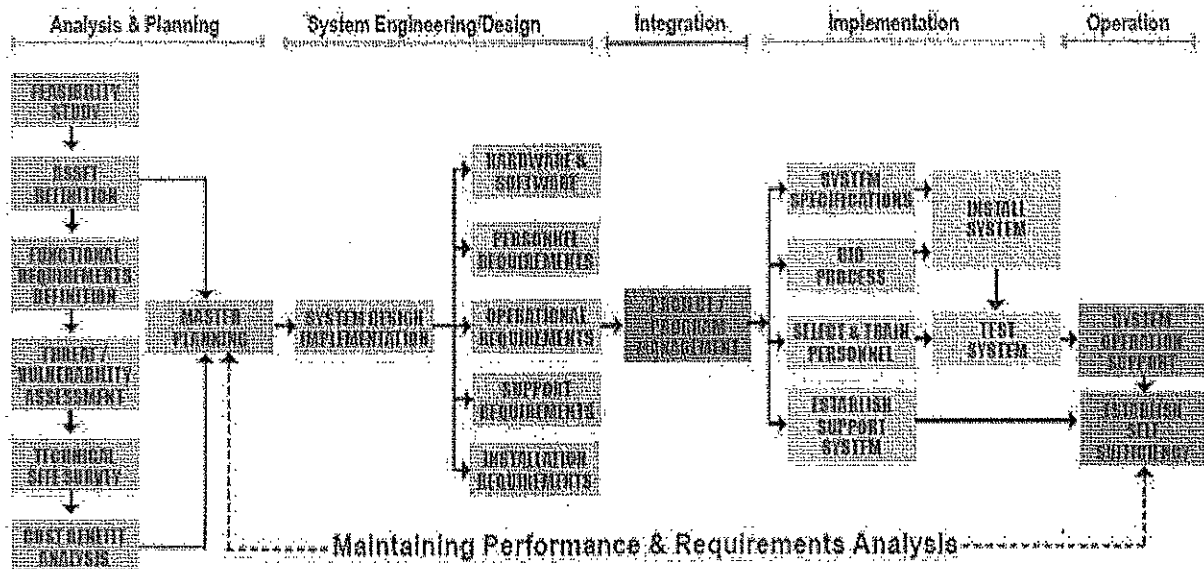 Analysis & Planning
System Engineering/Design
Integration
Implementation
Operation
FEASIBILITY
STUDY
ASSET
DEFINITION
FUNCTIONAL
REQUIREMENTS
DEFINITION
THREAT/
VULNERABILITY
ASSESSMENT
TECHNICAL
SITE SURVEY
COST BENEFIT
ANALYSIS
MASTER
PLANNING
SYSTEM DESIGN
IMPLEMENTATION
HARDWARE &
SOFTWARE
PERSONNEL
REQUIREMENTS
OPERATIONAL
REQUIREMENTS
SUPPORT
REQUIREMENTS
INSTALLATION
REQUIREMENTS
PROJECT/
PROGRAM
MANAGEMENT
SYSTEM
SPECIFICATIONS
BID
PROCESS
SELECT & TRAIN
PERSONNEL
ESTABLISH
SUPPORT
SYSTEM
INSTALL
SYSTEM
TEST
SYSTEM
SYSTEM
OPERATION
SUPPORT
ESTABLISH
SELF
SUFFICIENCY
Maintaining Performance & Requirements Analysis